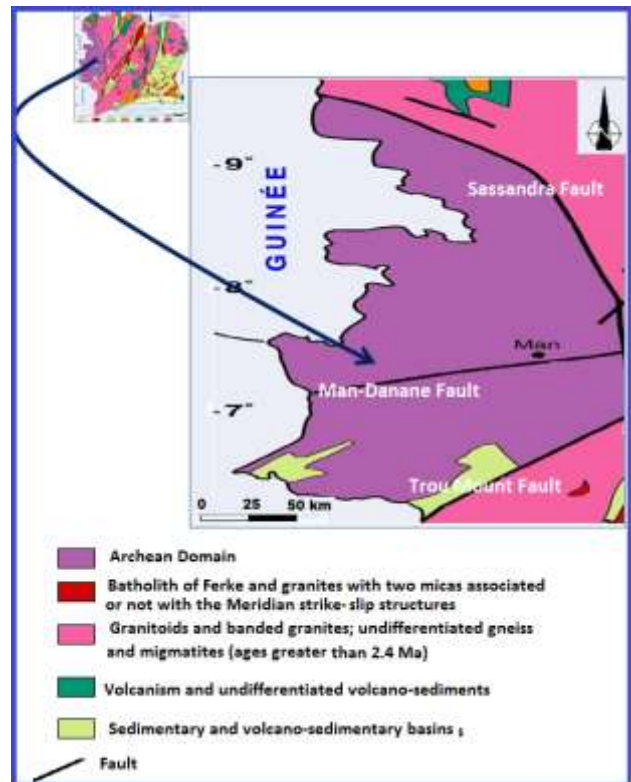 -9°
GUINÉE
Sassandra Fault
-8°
Man
Man-Danane Fault
-7°
Trou Mount Fault
0 25 50 km
Archean Domain
Batholith of Ferke and granites with two micas associated
or not with the Meridian strike-slip structures
Granitoids and banded granites; undifferentiated gneiss
and migmatites (ages greater than 2.4 Ma)
Volcanism and undifferentiated volcano-sediments
Sedimentary and volcano-sedimentary basins ;
Fault